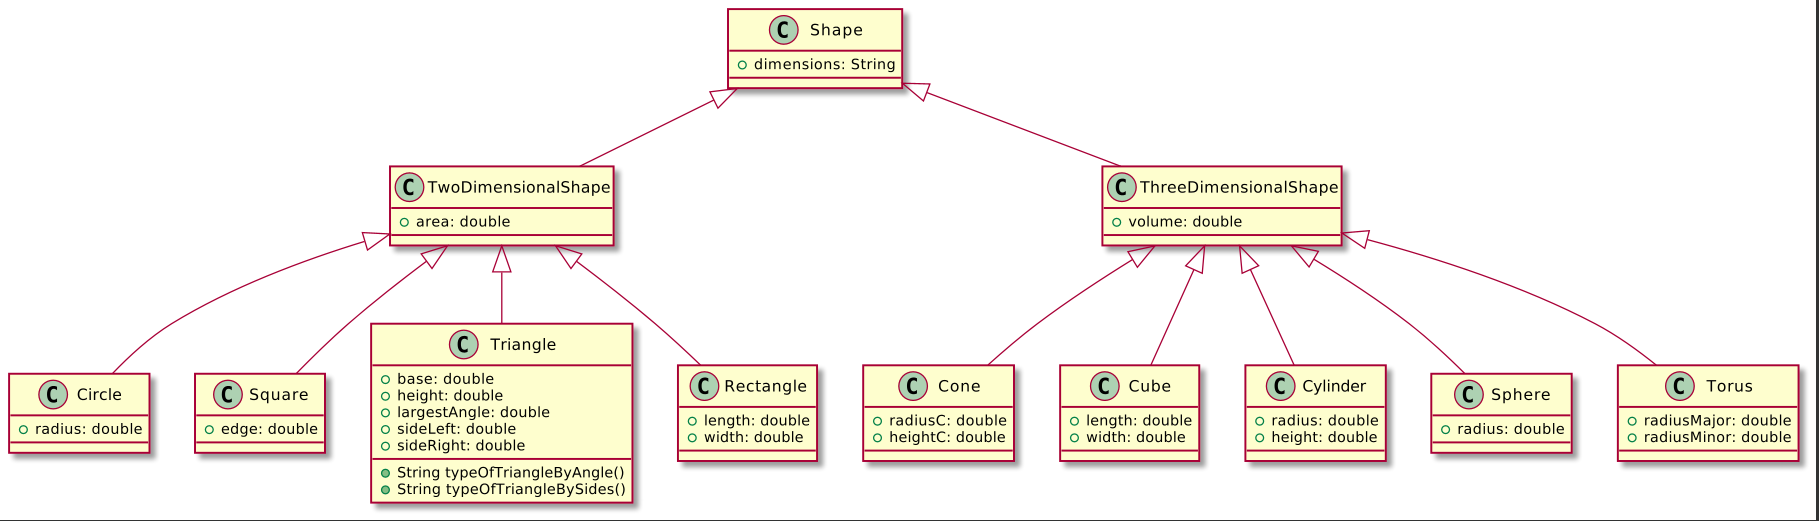 C Shape
dimensions: String
C TwoDimensionalShape
area: double
C ThreeDimensionalShape
volume: double
C Circle
radius: double
C Square
edge: double
C Triangle
base: double
height: double
largestAngle: double
sideLeft: double
sideRight: double
String typeOfTriangleByAngle()
String typeOfTriangleBySides()
C Rectangle
length: double
width: double
C Cone
radiusC: double
heightC: double
C Cube
length: double
width: double
C Cylinder
radius: double
height: double
C Sphere
radius: double
C Torus
radiusMajor: double
radiusMinor: double